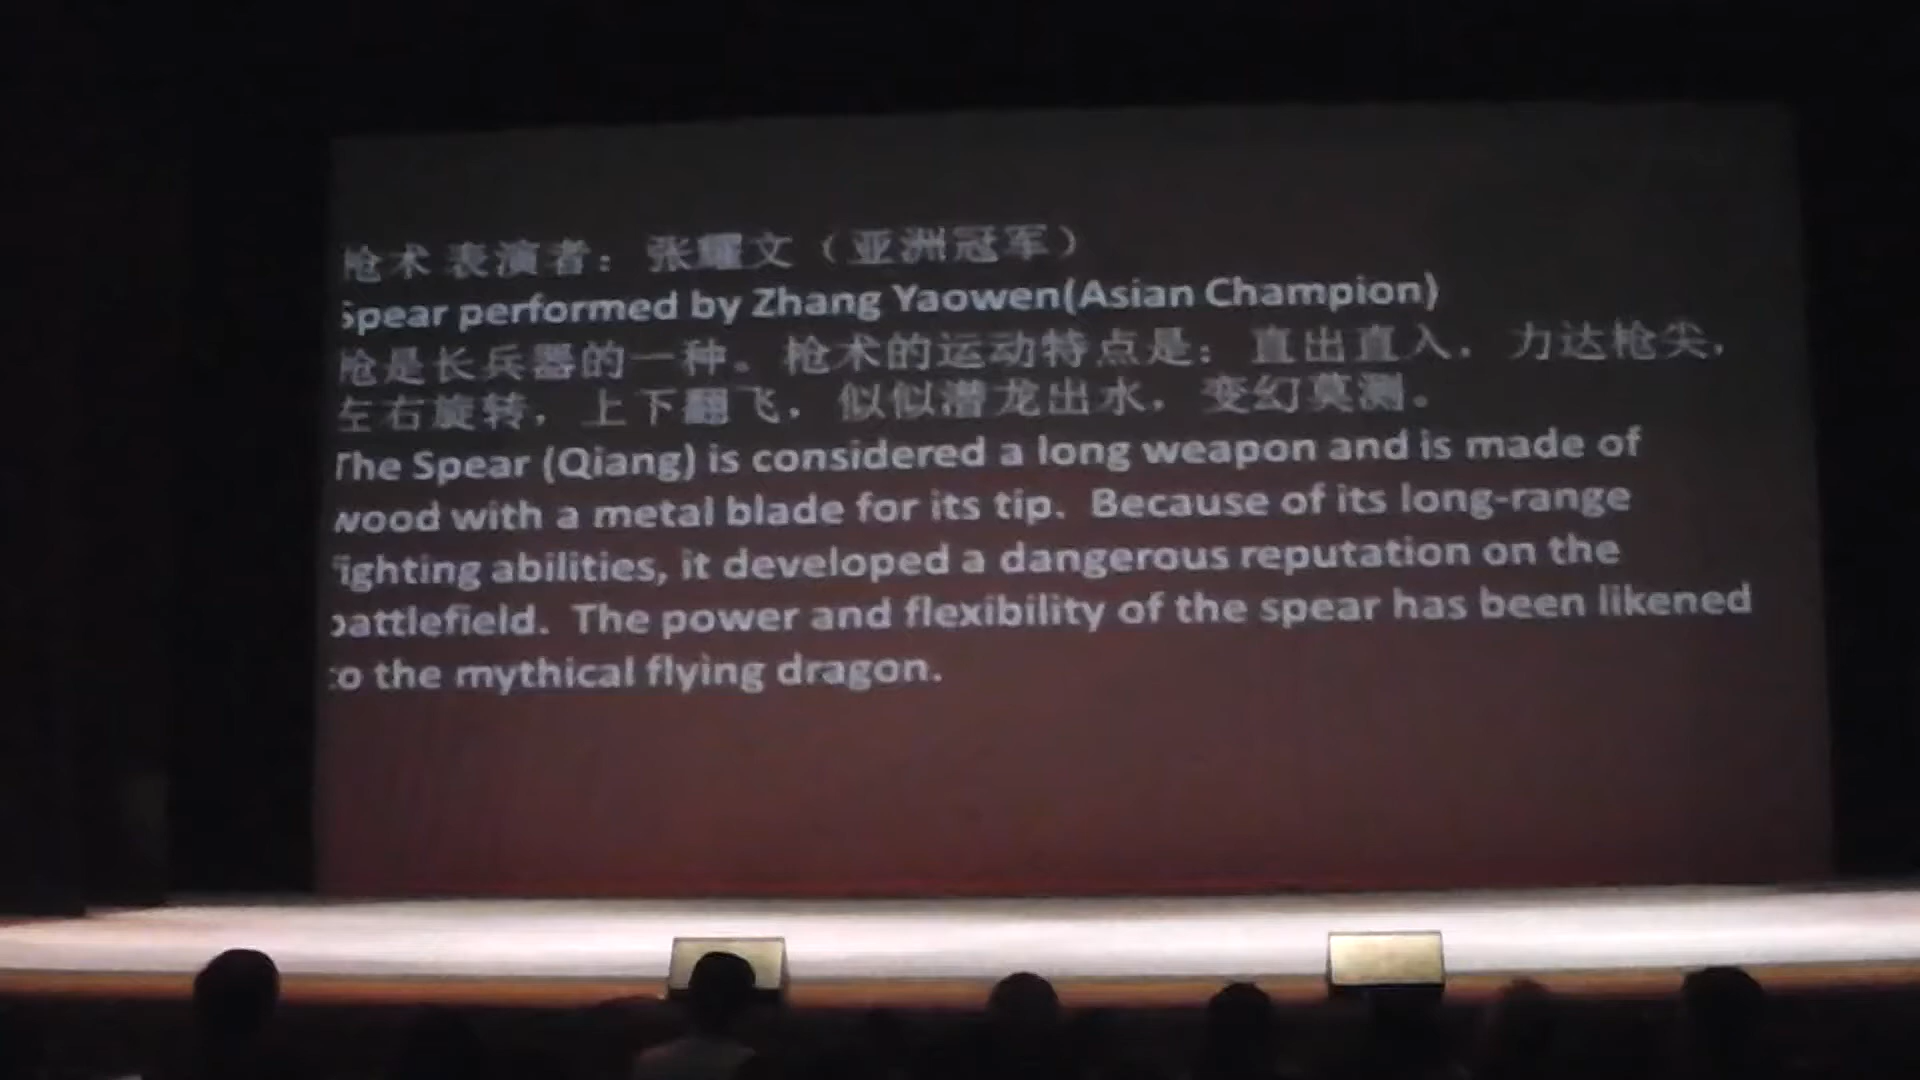 枪术 表演者： 张耀文（亚洲冠军）
Spear performed by Zhang Yaowen(Asian Champion)
枪是长兵器的一种。枪术的运动特点是：直出直入，力达枪尖，
左右旋转，上下翻飞，似似潜龙出水，变幻莫测。
The Spear (Qiang) is considered a long weapon and is made of
wood with a metal blade for its tip.  Because of its long-range
fighting abilities, it developed a dangerous reputation on the
battlefield.  The power and flexibility of the spear has been likened
to the mythical flying dragon.